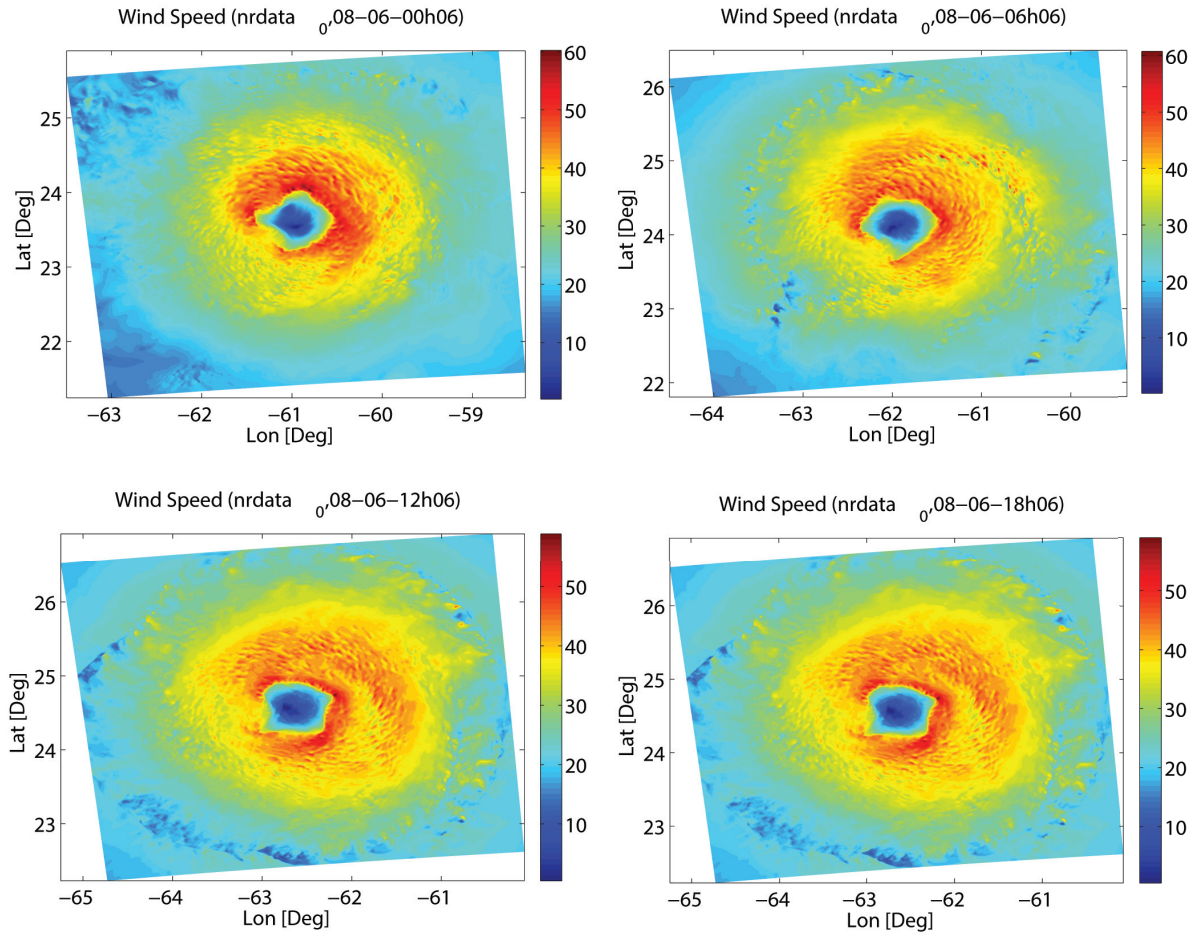 Wind Speed (nrdata ₀,08−06−00h06)
60
50
40
30
20
10
25
24
23
22
Lat [Deg]
−63 −62 −61 −60 −59
Lon [Deg]
Wind Speed (nrdata ₀,08−06−06h06)
60
50
40
30
20
10
26
25
24
23
22
Lat [Deg]
−64 −63 −62 −61 −60
Lon [Deg]
Wind Speed (nrdata ₀,08−06−12h06)
50
40
30
20
10
26
25
24
23
Lat [Deg]
−65 −64 −63 −62 −61
Lon [Deg]
Wind Speed (nrdata ₀,08−06−18h06)
50
40
30
20
10
26
25
24
23
Lat [Deg]
−65 −64 −63 −62 −61
Lon [Deg]